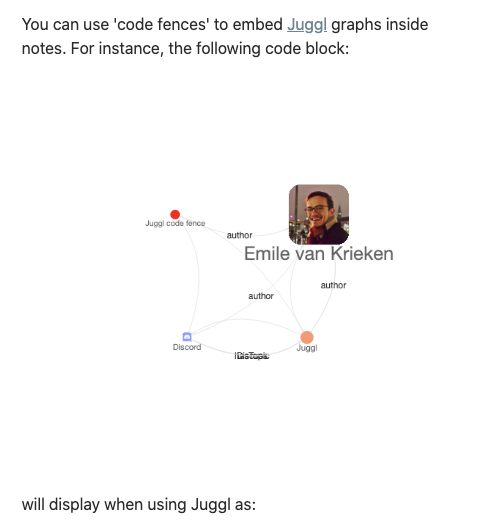 You can use 'code fences' to embed Juggl graphs inside
notes. For instance, the following code block:
Juggl code fence
author
Emile van Krieken
author
author
Discord
Juggl
will display when using Juggl as: